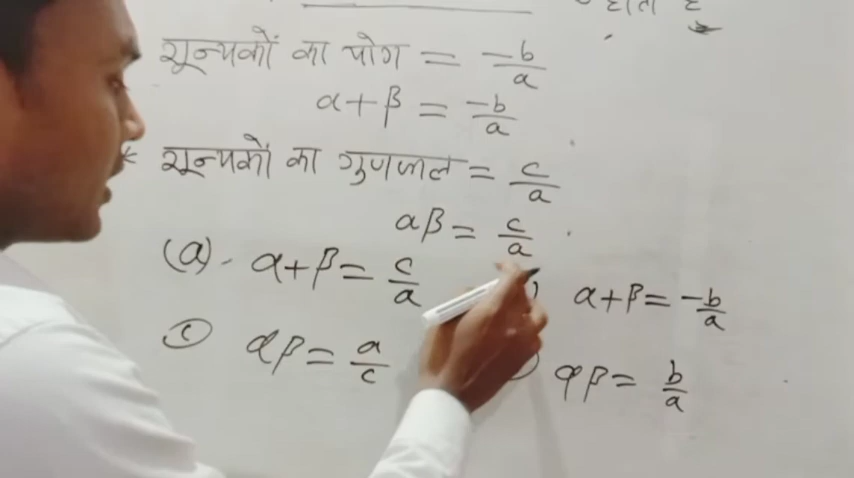 होता है
शून्यकों का योग = -b/a
α+β = -b/a
* शून्यकों का गुणनफल = c/a
αβ = c/a
(a). α+β = c/a
) α+β = -b/a
(c) αβ = a/c
) αβ = b/a